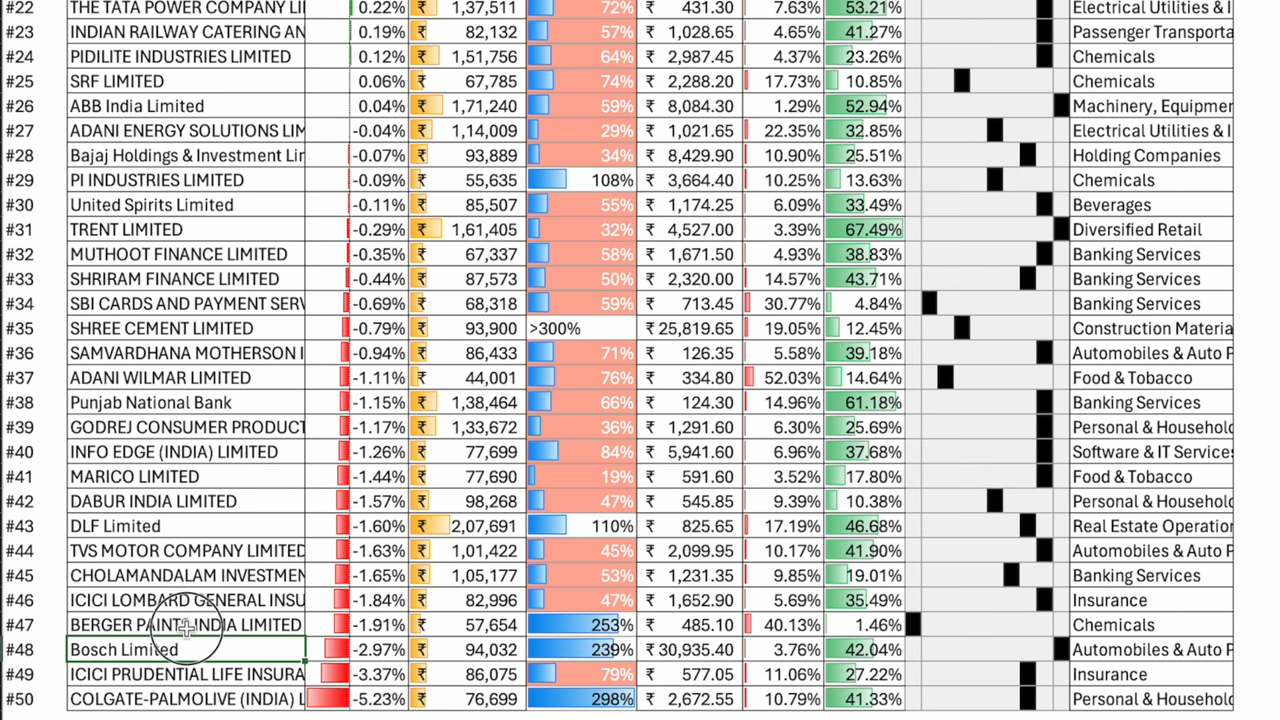 #22 THE TATA POWER COMPANY LI 0.22% ₹ 1,37,511 72% ₹ 431.30 7.63% 53.21% Electrical Utilities & I
#23 INDIAN RAILWAY CATERING AN 0.19% ₹ 82,132 57% ₹ 1,028.65 4.65% 41.27% Passenger Transporta
#24 PIDILITE INDUSTRIES LIMITED 0.12% ₹ 1,51,756 64% ₹ 2,987.45 4.37% 23.26% Chemicals
#25 SRF LIMITED 0.06% ₹ 67,785 74% ₹ 2,288.20 17.73% 10.85% Chemicals
#26 ABB India Limited 0.04% ₹ 1,71,240 59% ₹ 8,084.30 1.29% 52.94% Machinery, Equipmer
#27 ADANI ENERGY SOLUTIONS LIM -0.04% ₹ 1,14,009 29% ₹ 1,021.65 22.35% 32.85% Electrical Utilities & I
#28 Bajaj Holdings & Investment Lir -0.07% ₹ 93,889 34% ₹ 8,429.90 10.90% 25.51% Holding Companies
#29 PI INDUSTRIES LIMITED -0.09% ₹ 55,635 108% ₹ 3,664.40 10.25% 13.63% Chemicals
#30 United Spirits Limited -0.11% ₹ 85,507 55% ₹ 1,174.25 6.09% 33.49% Beverages
#31 TRENT LIMITED -0.29% ₹ 1,61,405 32% ₹ 4,527.00 3.39% 67.49% Diversified Retail
#32 MUTHOOT FINANCE LIMITED -0.35% ₹ 67,337 58% ₹ 1,671.50 4.93% 38.83% Banking Services
#33 SHRIRAM FINANCE LIMITED -0.44% ₹ 87,573 50% ₹ 2,320.00 14.57% 43.71% Banking Services
#34 SBI CARDS AND PAYMENT SERV -0.69% ₹ 68,318 59% ₹ 713.45 30.77% 4.84% Banking Services
#35 SHREE CEMENT LIMITED -0.79% ₹ 93,900 >300% ₹ 25,819.65 19.05% 12.45% Construction Materia
#36 SAMVARDHANA MOTHERSON I -0.94% ₹ 86,433 71% ₹ 126.35 5.58% 39.18% Automobiles & Auto P
#37 ADANI WILMAR LIMITED -1.11% ₹ 44,001 76% ₹ 334.80 52.03% 14.64% Food & Tobacco
#38 Punjab National Bank -1.15% ₹ 1,38,464 66% ₹ 124.30 14.96% 61.18% Banking Services
#39 GODREJ CONSUMER PRODUCT -1.17% ₹ 1,33,672 36% ₹ 1,291.60 6.30% 25.69% Personal & Househol
#40 INFO EDGE (INDIA) LIMITED -1.26% ₹ 77,699 84% ₹ 5,941.60 6.96% 37.68% Software & IT Service
#41 MARICO LIMITED -1.44% ₹ 77,690 19% ₹ 591.60 3.52% 17.80% Food & Tobacco
#42 DABUR INDIA LIMITED -1.57% ₹ 98,268 47% ₹ 545.85 9.39% 10.38% Personal & Househol
#43 DLF Limited -1.60% ₹ 2,07,691 110% ₹ 825.65 17.19% 46.68% Real Estate Operation
#44 TVS MOTOR COMPANY LIMITED -1.63% ₹ 1,01,422 45% ₹ 2,099.95 10.17% 41.90% Automobiles & Auto P
#45 CHOLAMANDALAM INVESTMEN -1.65% ₹ 1,05,177 53% ₹ 1,231.35 9.85% 19.01% Banking Services
#46 ICICI LOMBARD GENERAL INSU -1.84% ₹ 82,996 47% ₹ 1,652.90 5.69% 35.49% Insurance
#47 BERGER PAINTS INDIA LIMITED -1.91% ₹ 57,654 253% ₹ 485.10 40.13% 1.46% Chemicals
#48 Bosch Limited -2.97% ₹ 94,032 239% ₹ 30,935.40 3.76% 42.04% Automobiles & Auto P
#49 ICICI PRUDENTIAL LIFE INSURA -3.37% ₹ 86,075 79% ₹ 577.05 11.06% 27.22% Insurance
#50 COLGATE-PALMOLIVE (INDIA) L -5.23% ₹ 76,699 298% ₹ 2,672.55 10.79% 41.33% Personal & Househol